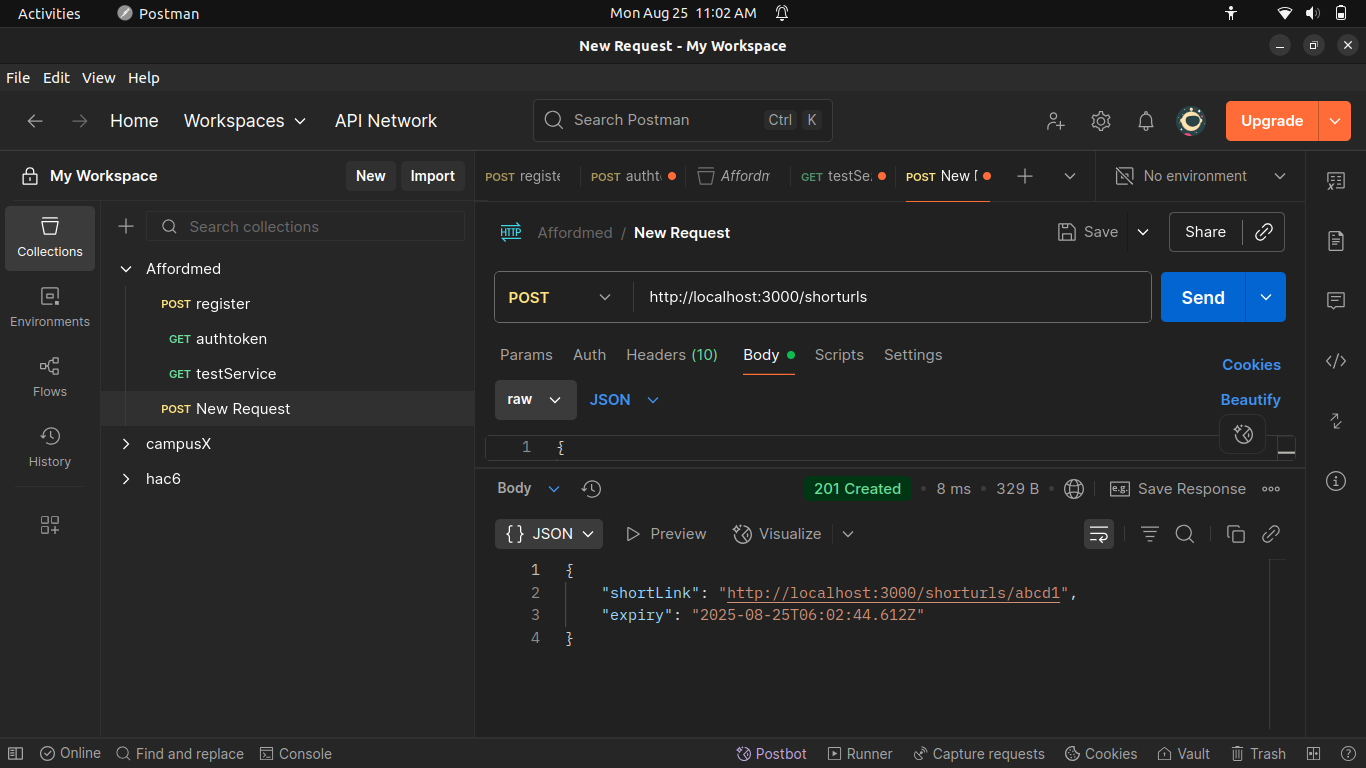 Activities Postman Mon Aug 25 11:02 AM
New Request - My Workspace
File Edit View Help
Home Workspaces API Network Search Postman Ctrl K Upgrade
My Workspace New Import
POST registe POST autht GET testSe. POST New No environment
Affordm
Collections
Environments
Flows
History
Search collections
Affordmed
POST register
GET authtoken
GET testService
POST New Request
campusX
hac6
HTTP Affordmed / New Request Save Share
POST http://localhost:3000/shorturls Send
Params Auth Headers (10) Body Scripts Settings Cookies
raw JSON Beautify
1 {
Body 201 Created • 8 ms • 329 B • e.g. Save Response
{} JSON Preview Visualize
1 {
2 "shortLink": "http://localhost:3000/shorturls/abcd1",
3 "expiry": "2025-08-25T06:02:44.612Z"
4 }
Online Find and replace Console Postbot Runner Capture requests Cookies Vault Trash